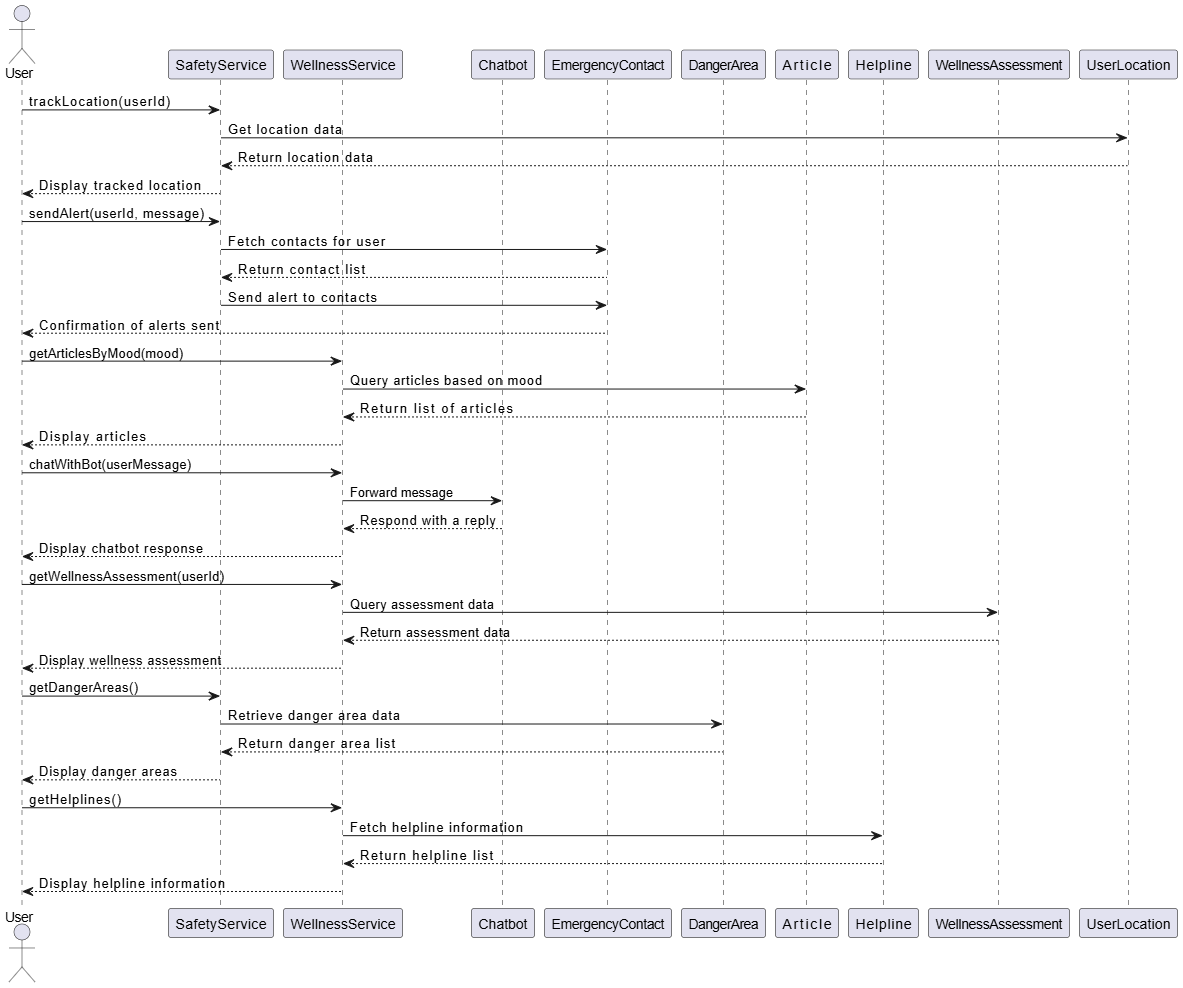 User
SafetyService WellnessService Chatbot EmergencyContact DangerArea Article Helpline WellnessAssessment UserLocation
trackLocation(userId)
Get location data
Return location data
Display tracked location
sendAlert(userId, message)
Fetch contacts for user
Return contact list
Send alert to contacts
Confirmation of alerts sent
getArticlesByMood(mood)
Query articles based on mood
Return list of articles
Display articles
chatWithBot(userMessage)
Forward message
Respond with a reply
Display chatbot response
getWellnessAssessment(userId)
Query assessment data
Return assessment data
Display wellness assessment
getDangerAreas()
Retrieve danger area data
Return danger area list
Display danger areas
getHelplines()
Fetch helpline information
Return helpline list
Display helpline information
User
SafetyService WellnessService Chatbot EmergencyContact DangerArea Article Helpline WellnessAssessment UserLocation